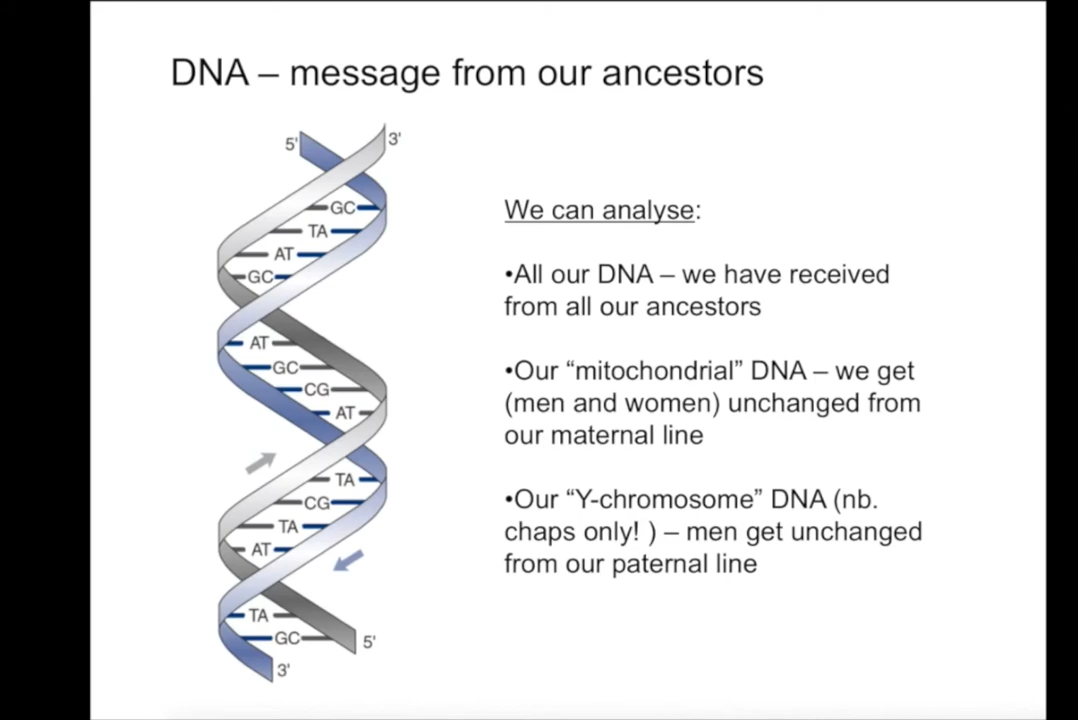 DNA – message from our ancestors
5'
3'
GC
TA
AT
GC
AT
GC
CG
AT
TA
CG
TA
AT
TA
GC
5'
3'
We can analyse:
•All our DNA – we have received
from all our ancestors
•Our “mitochondrial” DNA – we get
(men and women) unchanged from
our maternal line
•Our “Y-chromosome” DNA (nb.
chaps only! ) – men get unchanged
from our paternal line